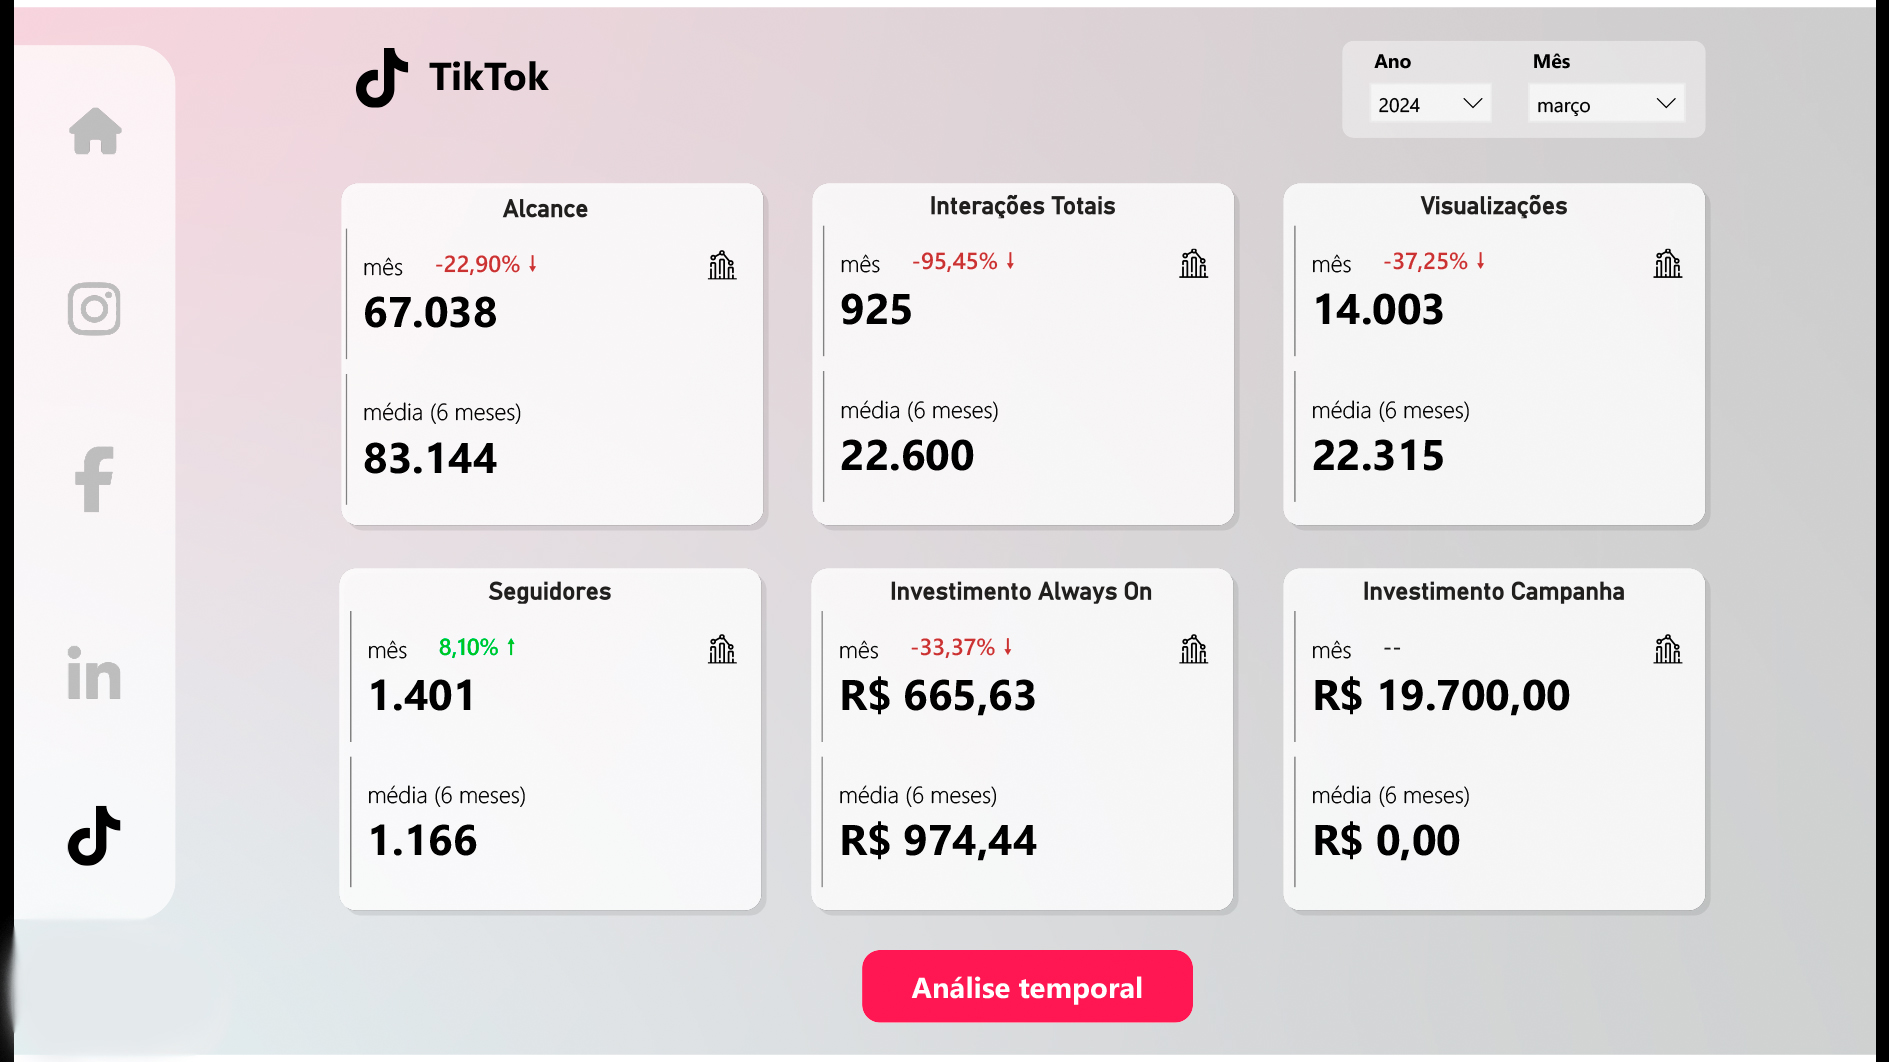 TikTok
Ano
Mês
2024
março
Alcance
mês -22,90% ↓
67.038
média (6 meses)
83.144
Interações Totais
mês -95,45% ↓
925
média (6 meses)
22.600
Visualizações
mês -37,25% ↓
14.003
média (6 meses)
22.315
Seguidores
mês 8,10% ↑
1.401
média (6 meses)
1.166
Investimento Always On
mês -33,37% ↓
R$ 665,63
média (6 meses)
R$ 974,44
Investimento Campanha
mês --
R$ 19.700,00
média (6 meses)
R$ 0,00
Análise temporal